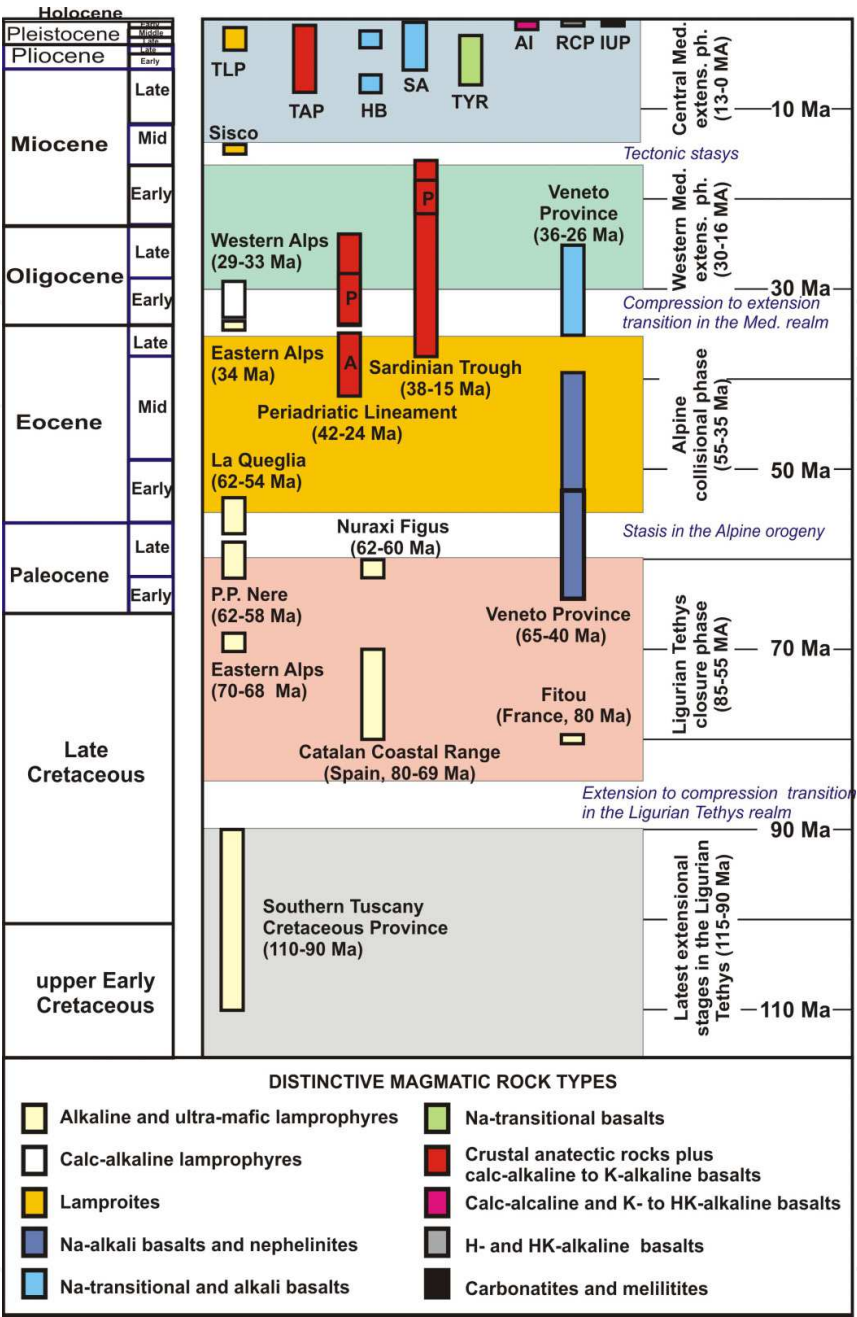 Holocene
Pleistocene
Early
Middle
Late
Pliocene
Late
Early
Miocene
Late
Mid
Early
Oligocene
Late
Early
Eocene
Late
Mid
Early
Paleocene
Late
Early
Late
Cretaceous
upper Early
Cretaceous
TLP
TAP
HB
SA
TYR
AI
RCP
IUP
Sisco
P
Veneto
Province
(36-26 Ma)
Western Alps
(29-33 Ma)
P
Eastern Alps
(34 Ma)
A
Sardinian Trough
(38-15 Ma)
Periadriatic Lineament
(42-24 Ma)
La Queglia
(62-54 Ma)
Nuraxi Figus
(62-60 Ma)
P.P. Nere
(62-58 Ma)
Veneto Province
(65-40 Ma)
Eastern Alps
(70-68 Ma)
Fitou
(France, 80 Ma)
Catalan Coastal Range
(Spain, 80-69 Ma)
Southern Tuscany
Cretaceous Province
(110-90 Ma)
Central Med.
extens. ph.
(13-0 MA)
10 Ma
Tectonic stasys
Western Med.
extens. ph.
(30-16 MA)
30 Ma
Compression to extension
transition in the Med. realm
Alpine
collisional phase
(55-35 Ma)
50 Ma
Stasis in the Alpine orogeny
Ligurian Tethys
closure phase
(85-55 MA)
70 Ma
Extension to compression transition
in the Ligurian Tethys realm
90 Ma
Latest extensional
stages in the Ligurian
Tethys (115-90 Ma)
110 Ma
DISTINCTIVE MAGMATIC ROCK TYPES
Alkaline and ultra-mafic lamprophyres
Calc-alkaline lamprophyres
Lamproites
Na-alkali basalts and nephelinites
Na-transitional and alkali basalts
Na-transitional basalts
Crustal anatectic rocks plus
calc-alkaline to K-alkaline basalts
Calc-alcaline and K- to HK-alkaline basalts
H- and HK-alkaline basalts
Carbonatites and melilitites